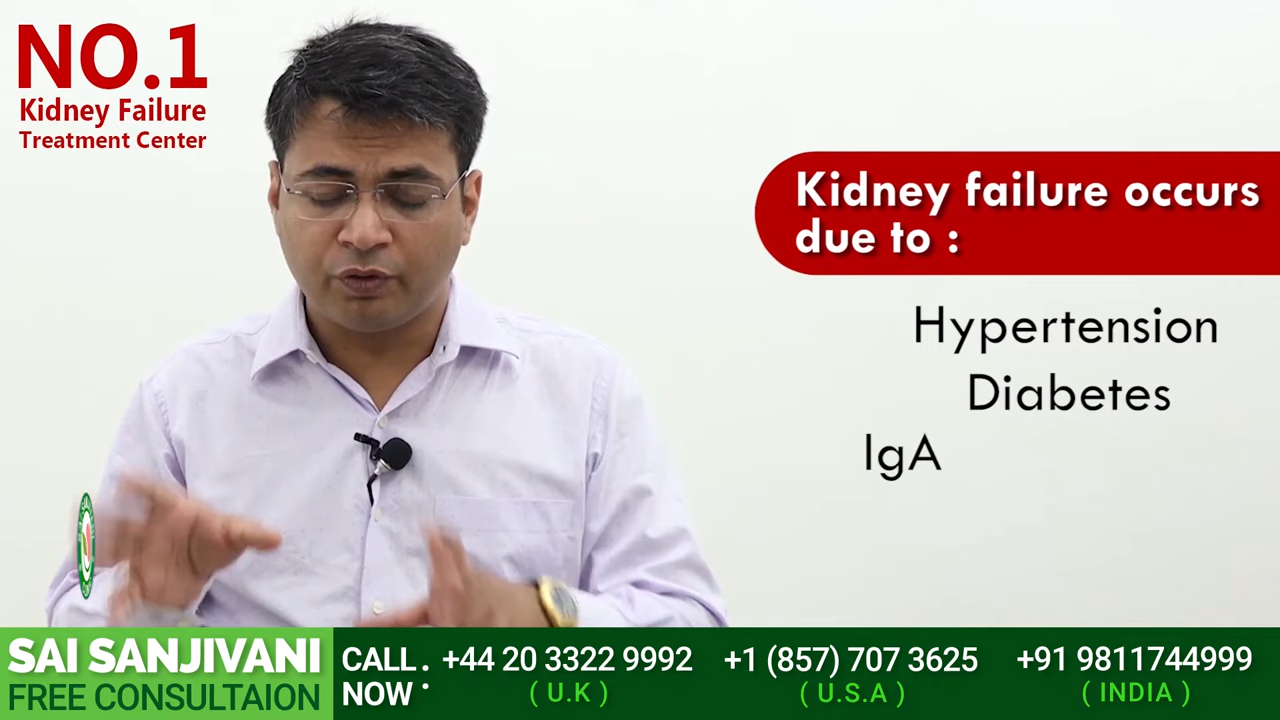 NO.1
Kidney Failure
Treatment Center
Kidney failure occurs
due to :
Hypertension
Diabetes
IgA
SAI SANJIVANI
FREE CONSULTAION
CALL NOW : +44 20 3322 9992 +1 (857) 707 3625 +91 9811744999
( U.K ) ( U.S.A ) ( INDIA )